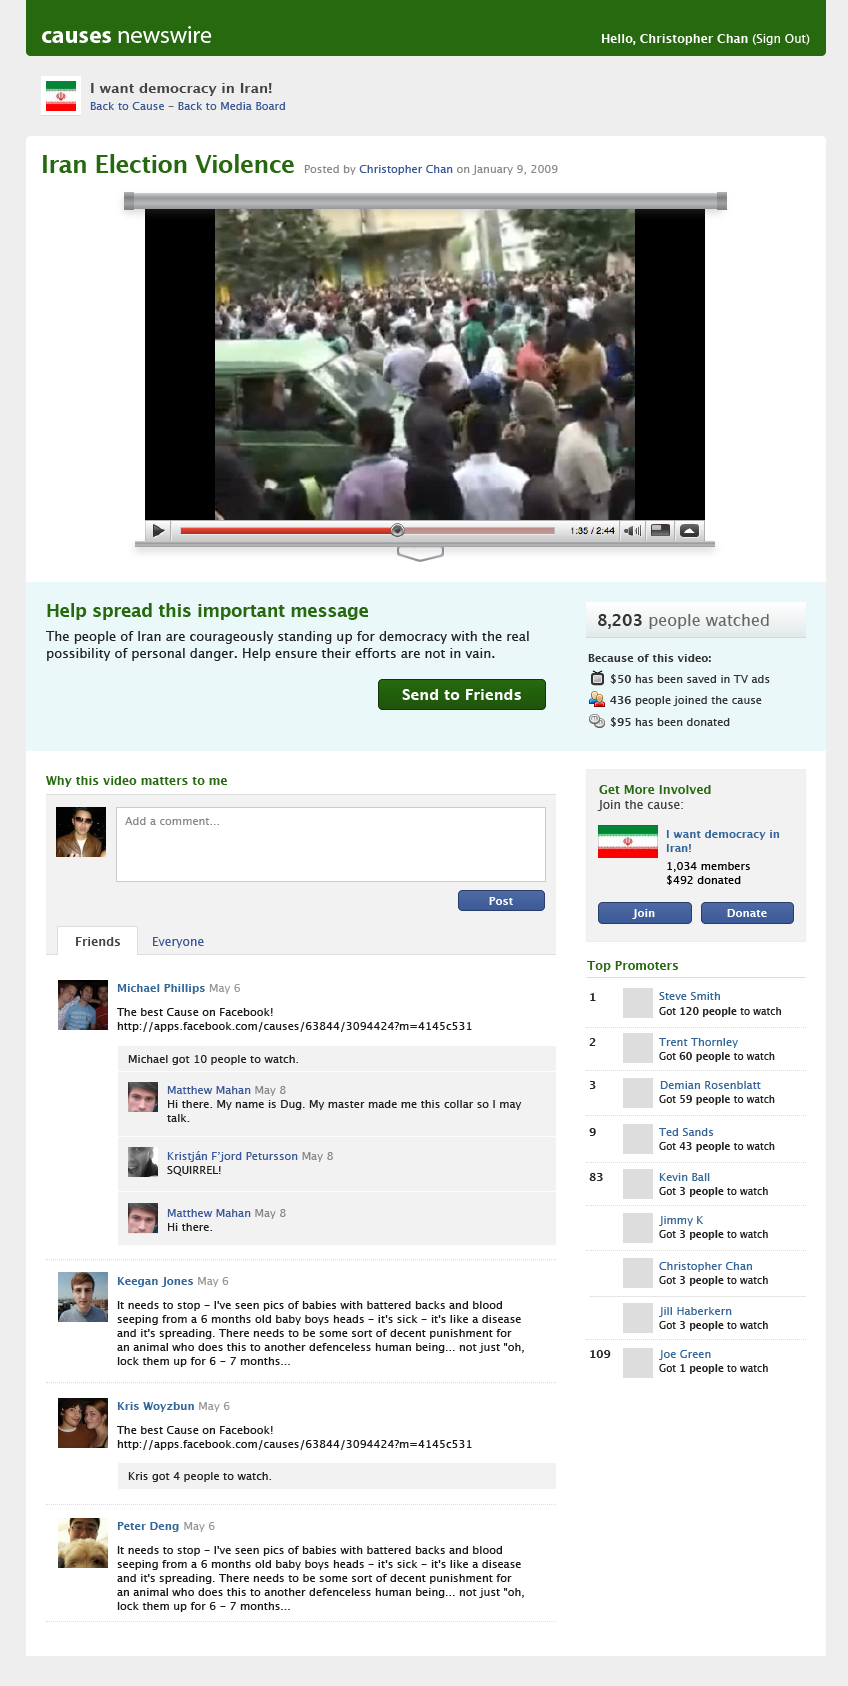 causes newswire
Hello, Christopher Chan (Sign Out)
I want democracy in Iran!
Back to Cause – Back to Media Board
Iran Election Violence Posted by Christopher Chan on January 9, 2009
1:35 / 2:44
Help spread this important message
The people of Iran are courageously standing up for democracy with the real
possibility of personal danger. Help ensure their efforts are not in vain.
Send to Friends
8,203 people watched
Because of this video:
$50 has been saved in TV ads
436 people joined the cause
$95 has been donated
Why this video matters to me
Add a comment...
Post
Friends
Everyone
Michael Phillips May 6
The best Cause on Facebook!
http://apps.facebook.com/causes/63844/3094424?m=4145c531
Michael got 10 people to watch.
Matthew Mahan May 8
Hi there. My name is Dug. My master made me this collar so I may
talk.
Kristján F'jord Petursson May 8
SQUIRREL!
Matthew Mahan May 8
Hi there.
Keegan Jones May 6
It needs to stop – I've seen pics of babies with battered backs and blood
seeping from a 6 months old baby boys heads – it's sick – it's like a disease
and it's spreading. There needs to be some sort of decent punishment for
an animal who does this to another defenceless human being... not just "oh,
lock them up for 6 – 7 months...
Kris Woyzbun May 6
The best Cause on Facebook!
http://apps.facebook.com/causes/63844/3094424?m=4145c531
Kris got 4 people to watch.
Peter Deng May 6
It needs to stop – I've seen pics of babies with battered backs and blood
seeping from a 6 months old baby boys heads – it's sick – it's like a disease
and it's spreading. There needs to be some sort of decent punishment for
an animal who does this to another defenceless human being... not just "oh,
lock them up for 6 – 7 months...
Get More Involved
Join the cause:
I want democracy in
Iran!
1,034 members
$492 donated
Join
Donate
Top Promoters
1 Steve Smith
Got 120 people to watch
2 Trent Thornley
Got 60 people to watch
3 Demian Rosenblatt
Got 59 people to watch
9 Ted Sands
Got 43 people to watch
83 Kevin Ball
Got 3 people to watch
Jimmy K
Got 3 people to watch
Christopher Chan
Got 3 people to watch
Jill Haberkern
Got 3 people to watch
109 Joe Green
Got 1 people to watch